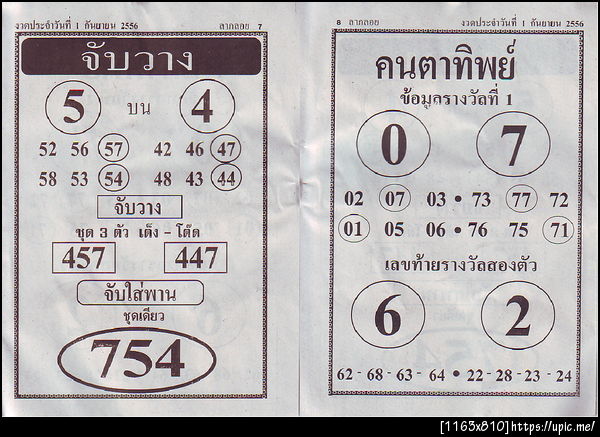 งวดประจำวันที่ 1 กันยายน 2556 ลาภลอย 7
จับวาง
5 บน 4
52 56 57 42 46 47
58 53 54 48 43 44
จับวาง
ชุด 3 ตัว เต็ง - โต๊ด
457 447
จับใส่พาน
ชุดเดียว
754
8 ลาภลอย งวดประจำวันที่ 1 กันยายน 2556
คนตาทิพย์
ข้อมูลรางวัลที่ 1
0 7
02 07 03 • 73 77 72
01 05 06 • 76 75 71
เลขท้ายรางวัลสองตัว
6 2
62 - 68 - 63 - 64 • 22 - 28 - 23 - 24
[1163x810]https://upic.me/